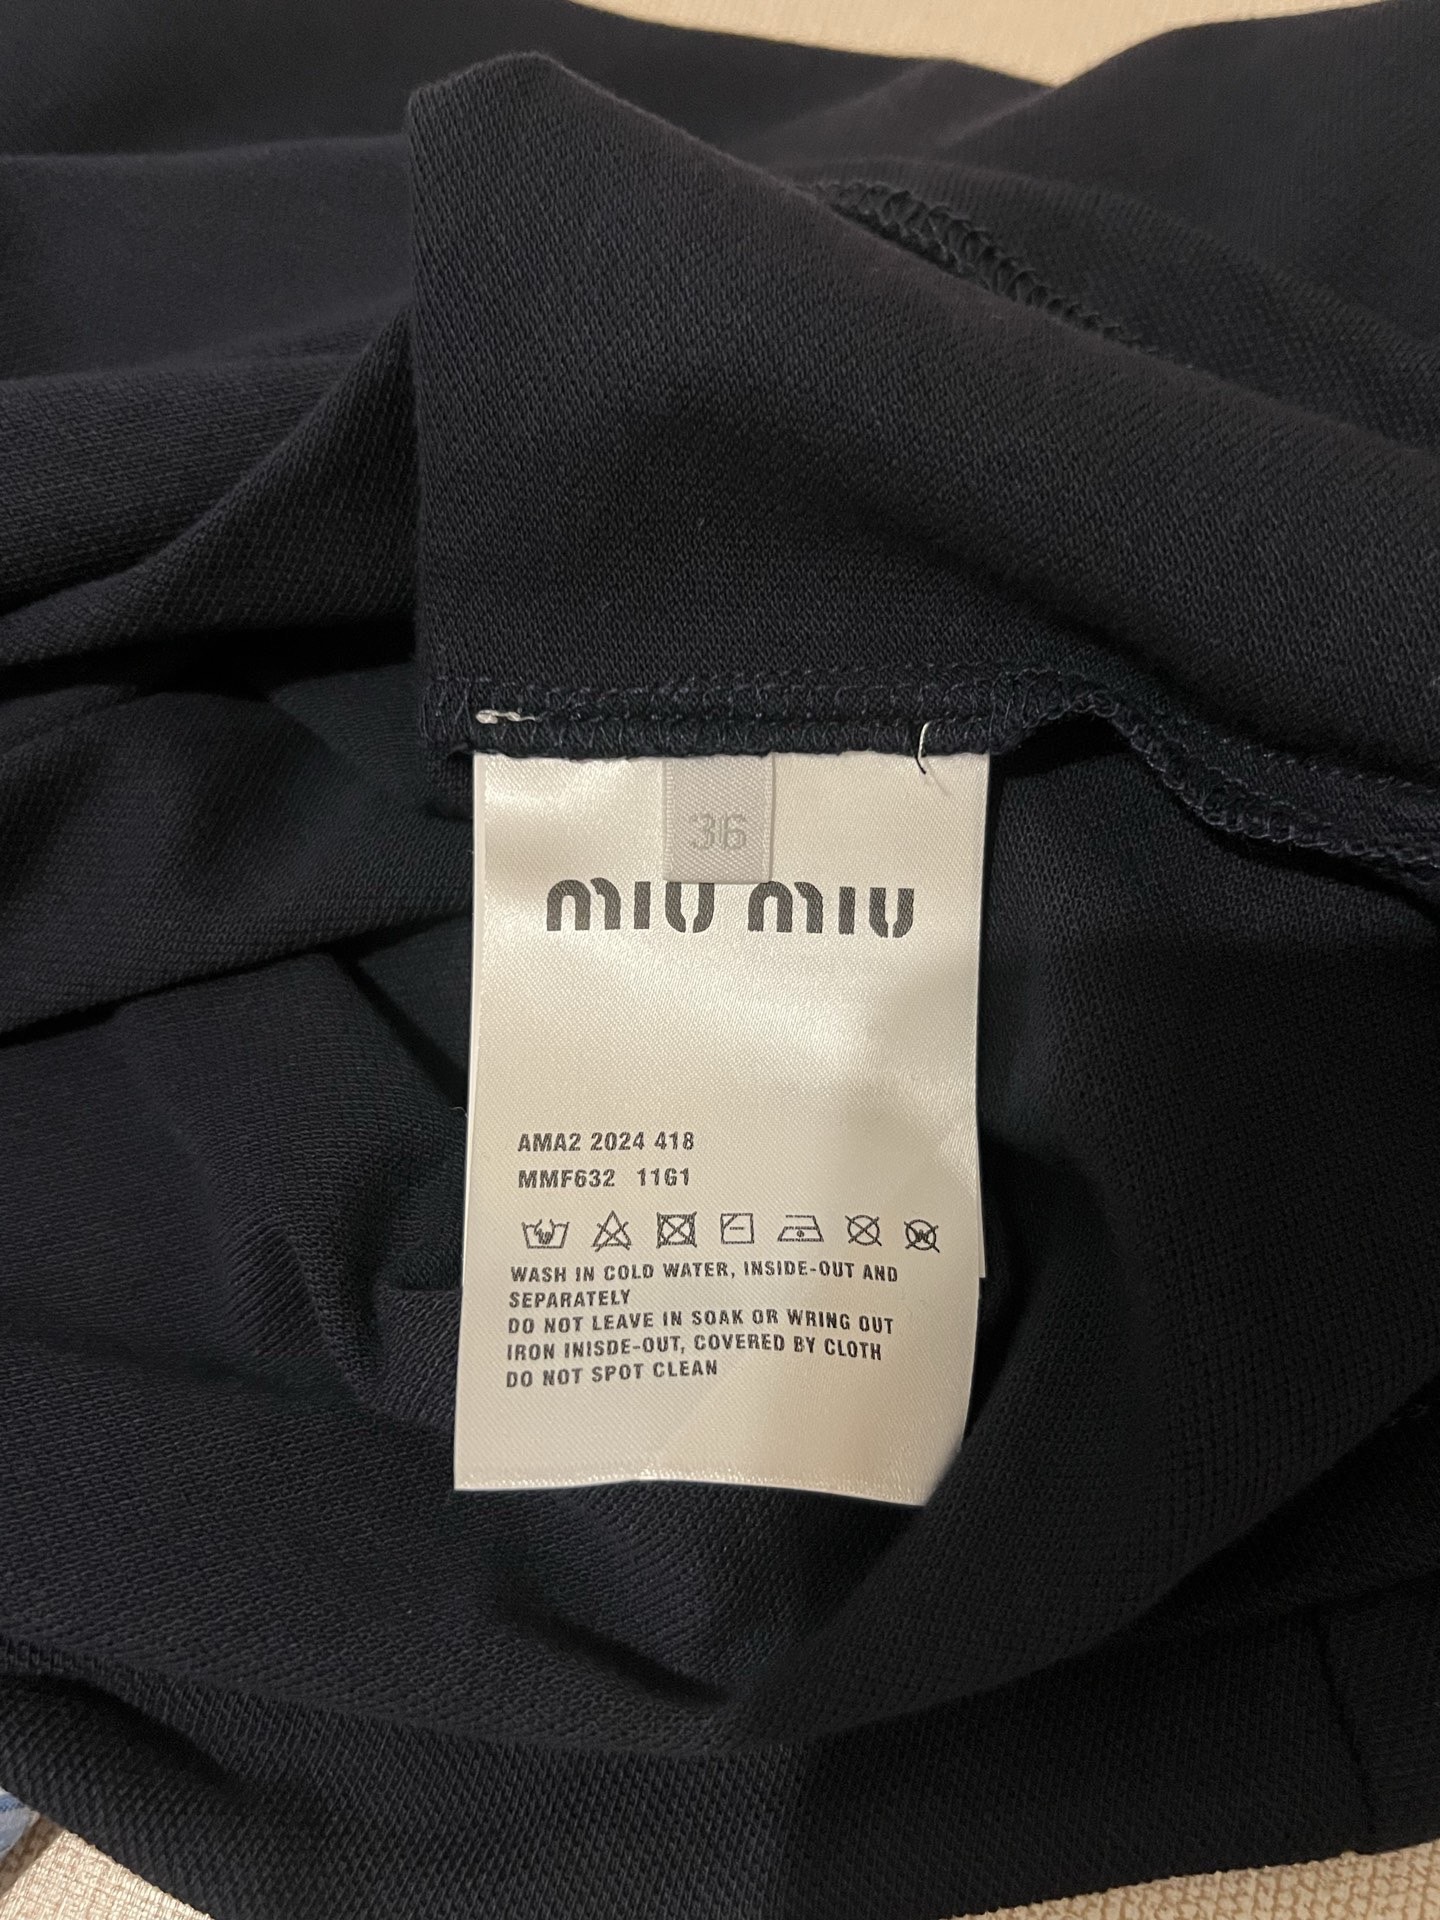 36
miu miu
AMA2 2024 418
MMF632 11G1
WASH IN COLD WATER, INSIDE-OUT AND
SEPARATELY
DO NOT LEAVE IN SOAK OR WRING OUT
IRON INISDE-OUT, COVERED BY CLOTH
DO NOT SPOT CLEAN